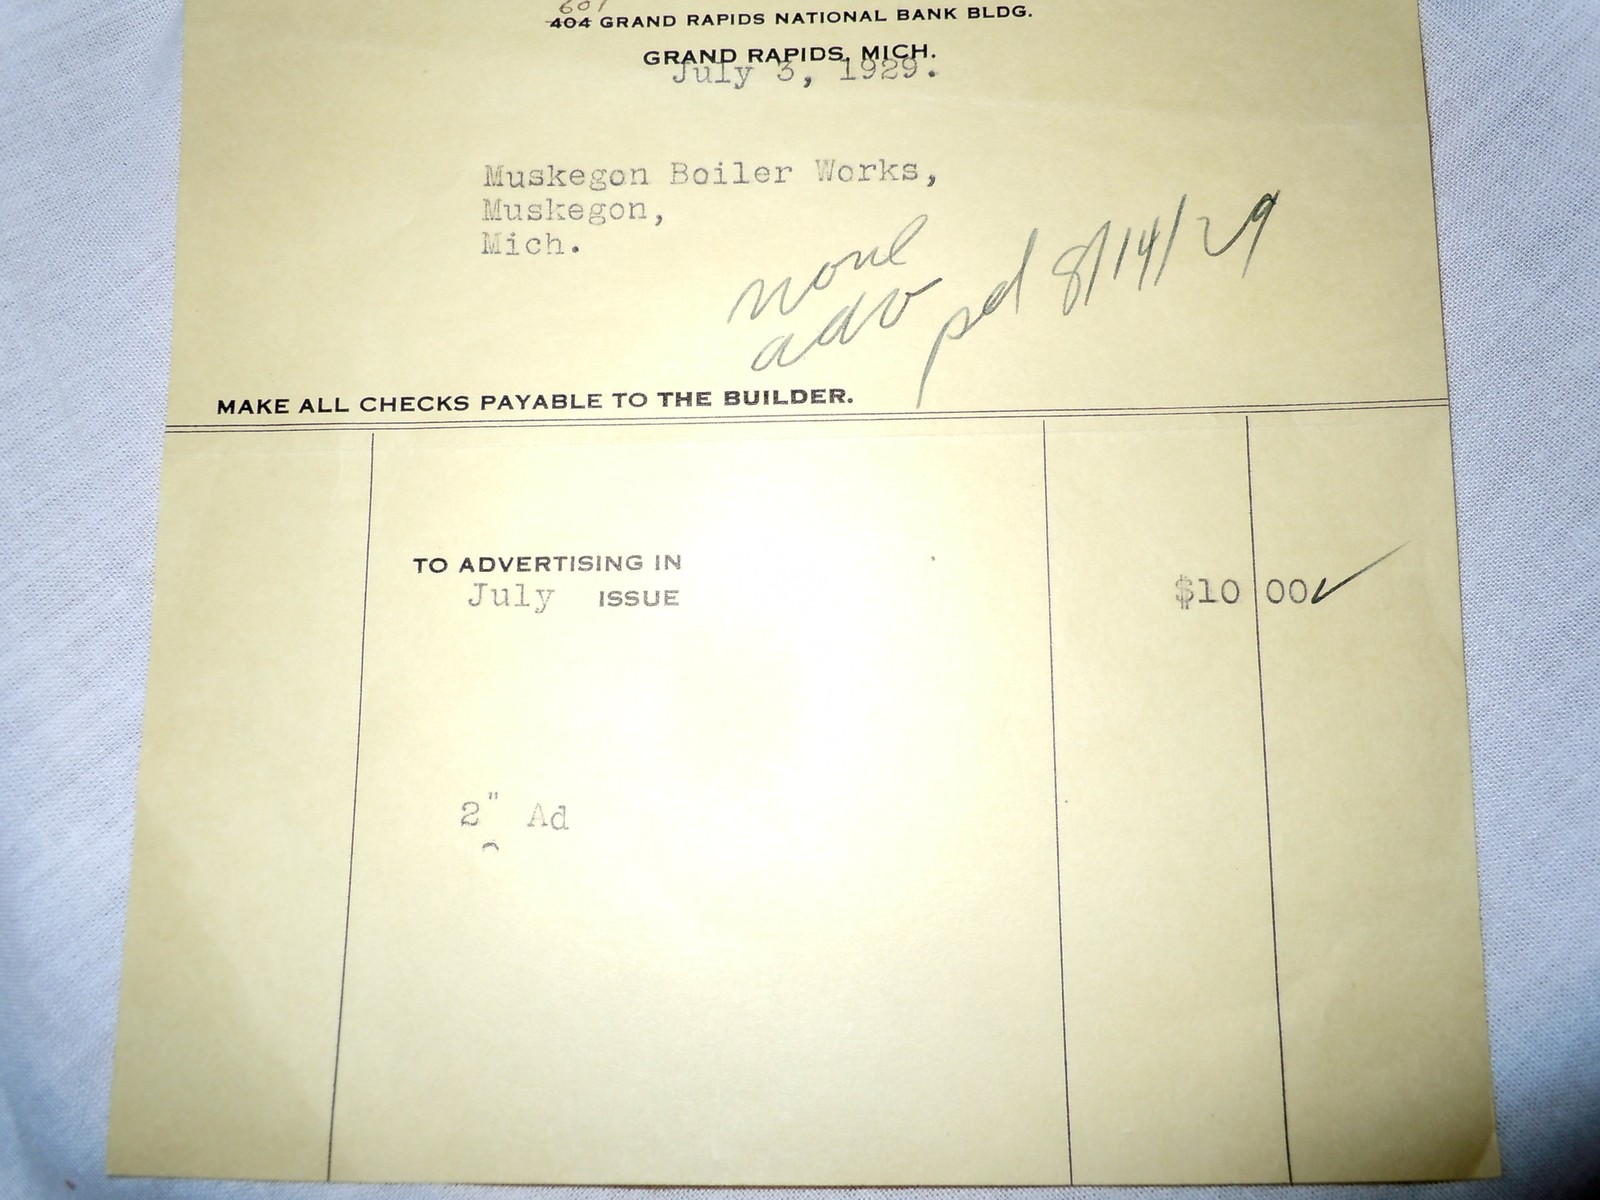 601
404 GRAND RAPIDS NATIONAL BANK BLDG.
GRAND RAPIDS, MICH.
July 3, 1929.
Muskegon Boiler Works,
Muskegon,
Mich.
none
adv
pd 8/14/29
MAKE ALL CHECKS PAYABLE TO THE BUILDER.
TO ADVERTISING IN
July ISSUE
$10 00✓
2" Ad